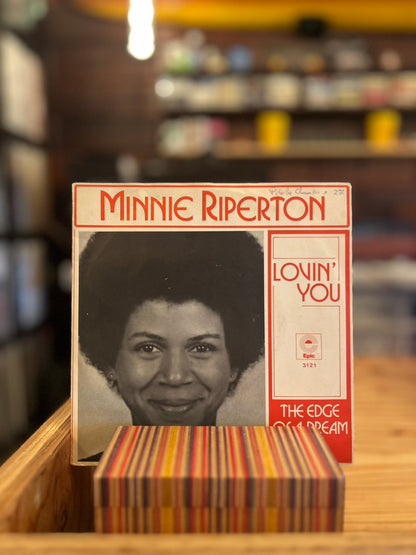 MINNIE RIPERTON
LOVIN'
YOU
Epic
3121
THE EDGE
OF A DREAM